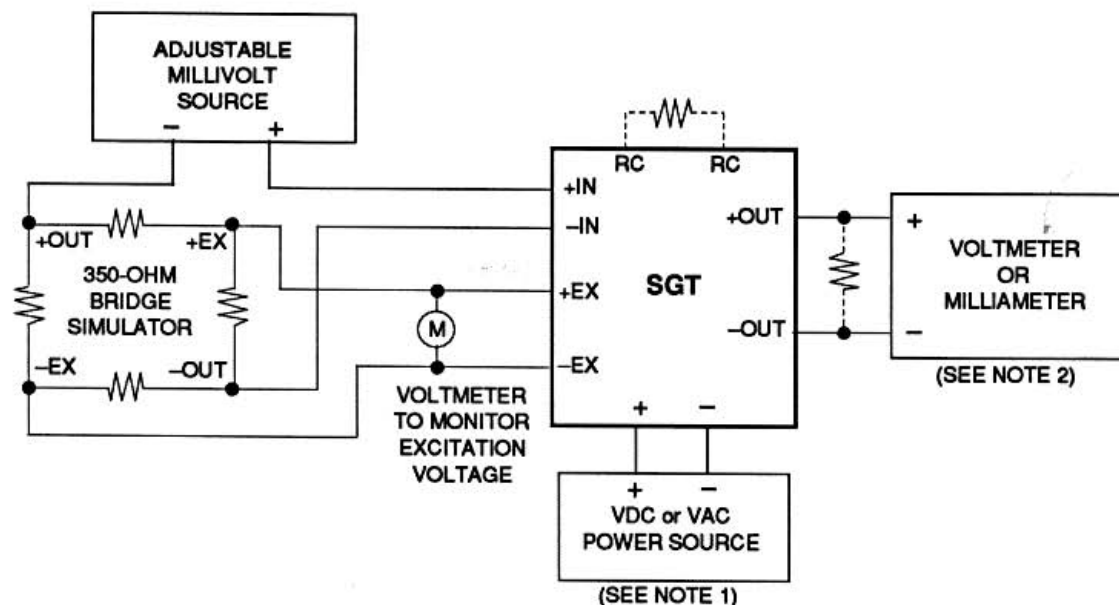 ADJUSTABLE
MILLIVOLT
SOURCE
− +
RC RC
+IN
−IN
+EX
−EX
SGT
+OUT
−OUT
+ −
+OUT
+EX
350-OHM
BRIDGE
SIMULATOR
−EX
−OUT
M
VOLTMETER
TO MONITOR
EXCITATION
VOLTAGE
+
VOLTMETER
OR
MILLIAMETER
−
(SEE NOTE 2)
+ −
VDC or VAC
POWER SOURCE
(SEE NOTE 1)